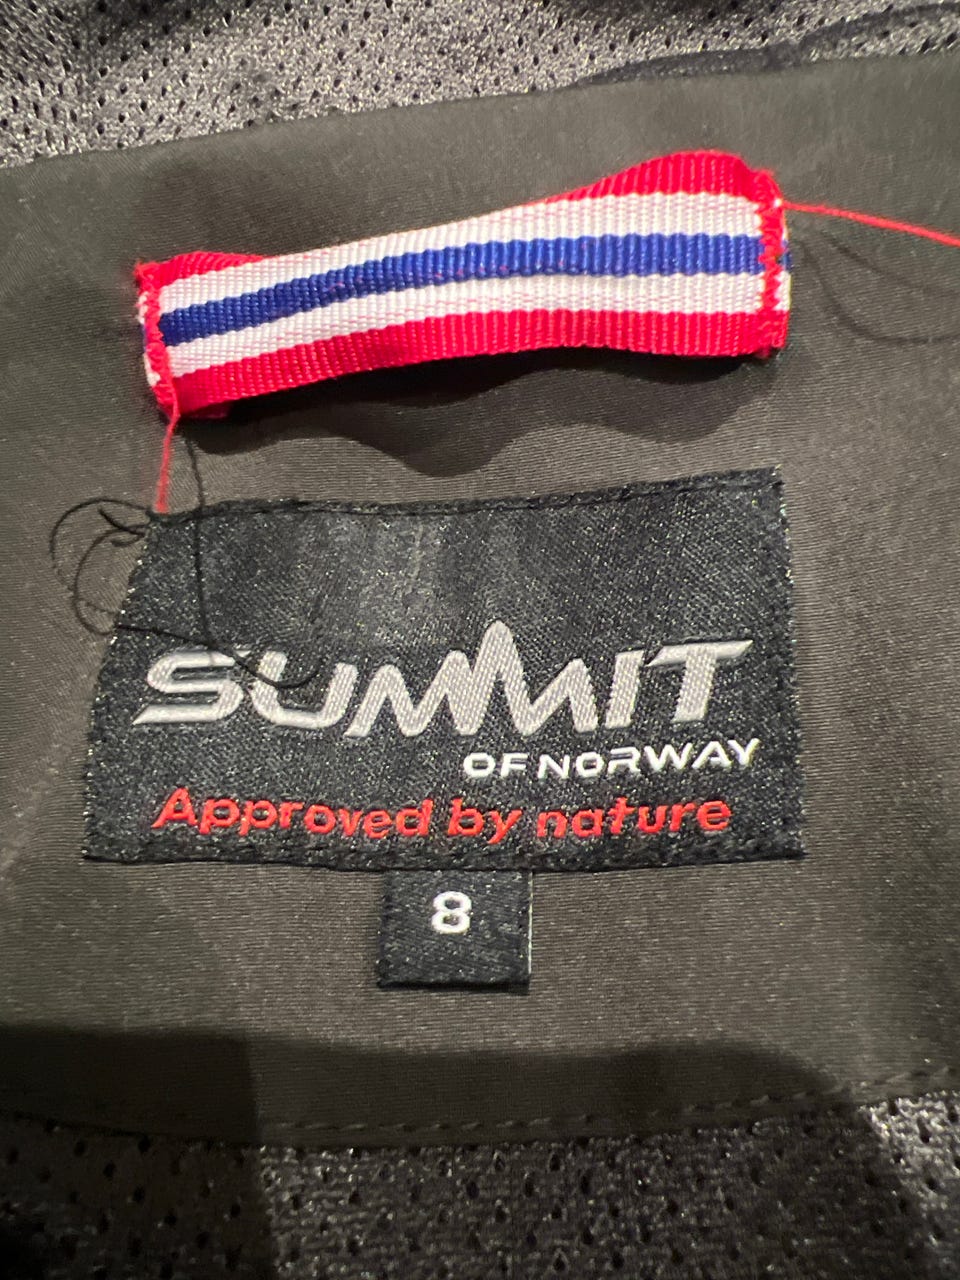 SUMMIT
OF NORWAY
Approved by nature
8